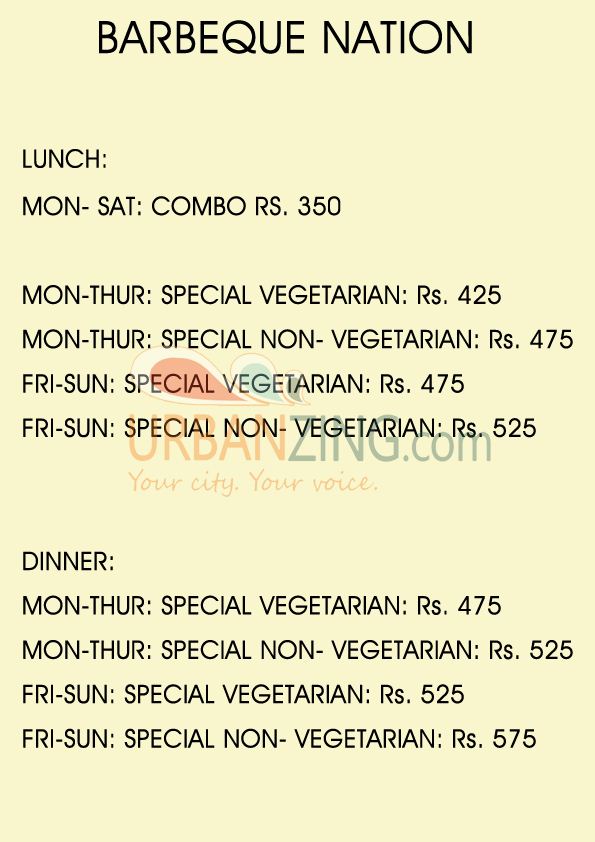 BARBEQUE NATION
LUNCH:
MON- SAT: COMBO RS. 350
MON-THUR: SPECIAL VEGETARIAN: Rs. 425
MON-THUR: SPECIAL NON- VEGETARIAN: Rs. 475
FRI-SUN: SPECIAL VEGETARIAN: Rs. 475
FRI-SUN: SPECIAL NON- VEGETARIAN: Rs. 525
URBANZING.com
Your city. Your voice.
DINNER:
MON-THUR: SPECIAL VEGETARIAN: Rs. 475
MON-THUR: SPECIAL NON- VEGETARIAN: Rs. 525
FRI-SUN: SPECIAL VEGETARIAN: Rs. 525
FRI-SUN: SPECIAL NON- VEGETARIAN: Rs. 575